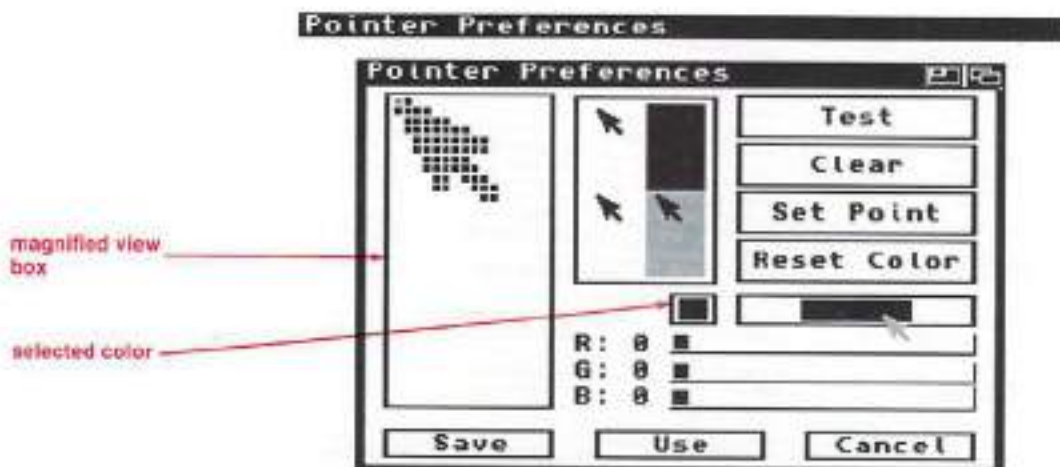 Pointer Preferences
Pointer Preferences
Test
Clear
Set Point
Reset Color
magnified view
box
selected color
R: 0
G: 0
B: 0
Save
Use
Cancel